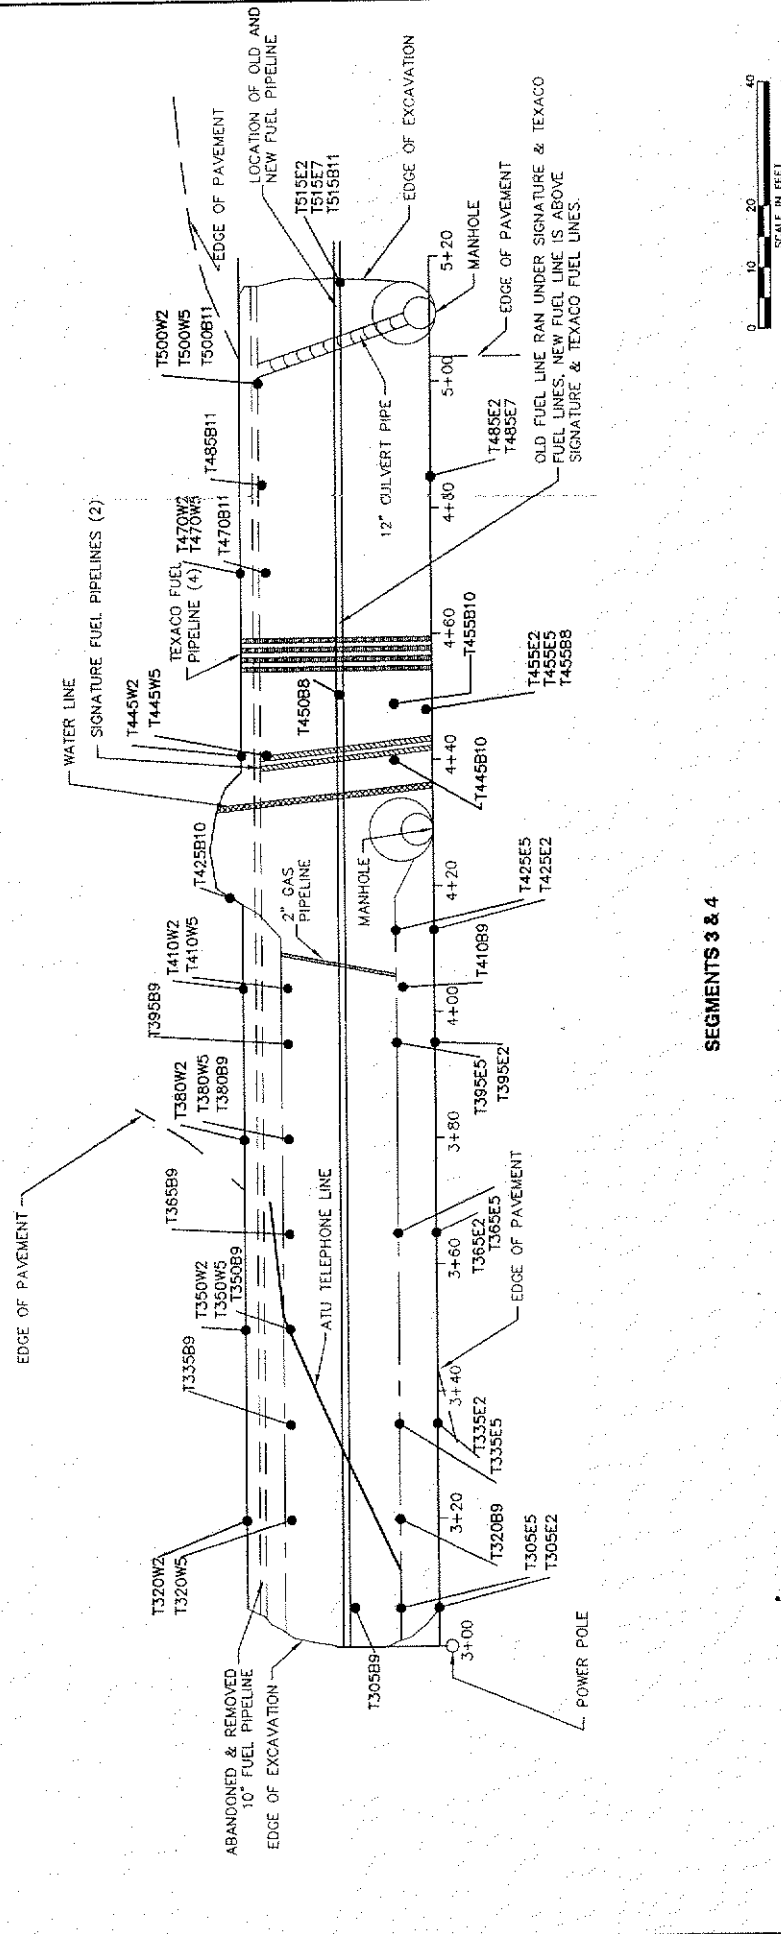 EDGE OF PAVEMENT
ABANDONED & REMOVED
10" FUEL PIPELINE
EDGE OF EXCAVATION
T320W2
T320W5
T335B9
T350W2
T350W5
T350B9
T365B9
T380W2
T380W5
T380B9
T395B9
T410W2
T410W5
T425B10
WATER LINE
SIGNATURE FUEL PIPELINES (2)
T445W2
T445W5
TEXACO FUEL
PIPELINE (4)
T470W2
T470W5
T470B11
T485B11
T500W2
T500W5
T500B11
EDGE OF PAVEMENT
LOCATION OF OLD AND
NEW FUEL PIPELINE
T515E2
T515E7
T515B11
EDGE OF EXCAVATION
ATU TELEPHONE LINE
2" GAS
PIPELINE
MANHOLE
T450B8
12" CULVERT PIPE
T305B9
POWER POLE
3+00
T305E5
T305E2
3+20
T320B9
3+40
T335E2
T335E5
EDGE OF PAVEMENT
3+60
T365E2
T365E5
3+80
T395E5
T395E2
4+00
T410B9
4+20
T425E5
T425E2
4+40
T445B10
T455E2
T455E5
T455B8
4+60
T455B10
4+80
T485E2
T485E7
5+00
EDGE OF PAVEMENT
MANHOLE
5+20
OLD FUEL LINE RAN UNDER SIGNATURE & TEXACO
FUEL LINES. NEW FUEL LINE IS ABOVE
SIGNATURE & TEXACO FUEL LINES.
SEGMENTS 3 & 4
0 10 20 40
SCALE IN FEET